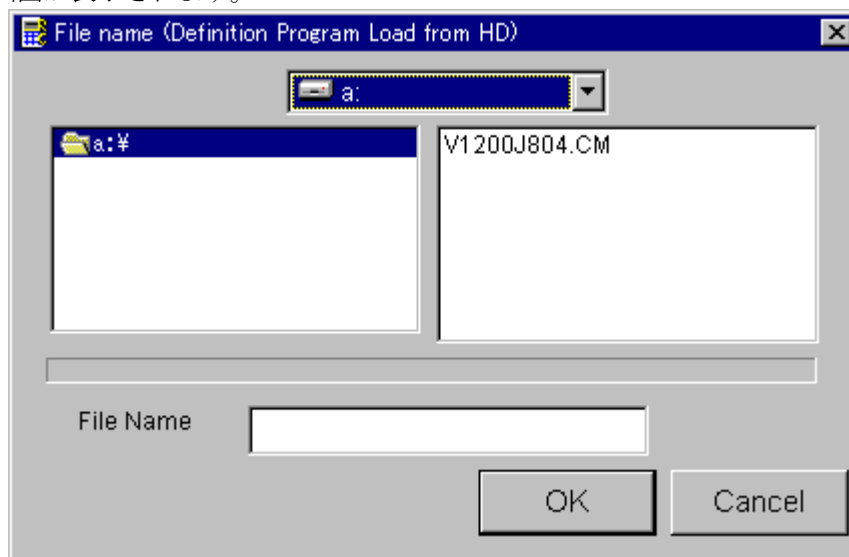 File name (Definition Program Load from HD)
a:
a:¥
V1200J804.CM
File Name
OK
Cancel